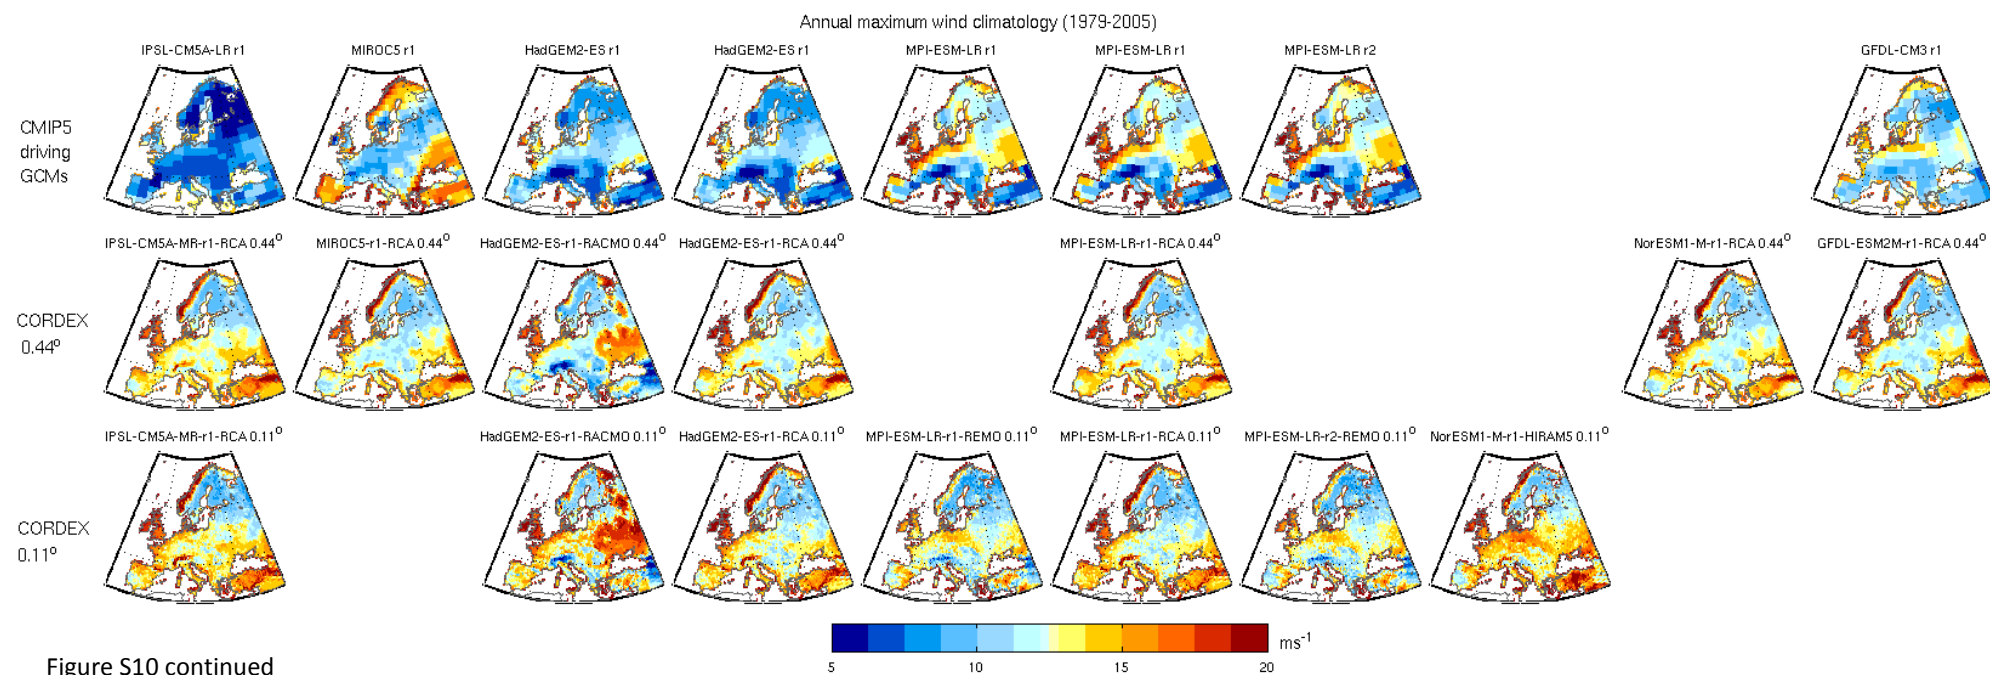 Annual maximum wind climatology (1979-2005)
IPSL-CM5A-LR r1
MIROC5 r1
HadGEM2-ES r1
HadGEM2-ES r1
MPI-ESM-LR r1
MPI-ESM-LR r1
MPI-ESM-LR r2
GFDL-CM3 r1
CMIP5
driving
GCMs
IPSL-CM5A-MR-r1-RCA 0.44°
MIROC5-r1-RCA 0.44°
HadGEM2-ES-r1-RACMO 0.44°
HadGEM2-ES-r1-RCA 0.44°
MPI-ESM-LR-r1-RCA 0.44°
NorESM1-M-r1-RCA 0.44°
GFDL-ESM2M-r1-RCA 0.44°
CORDEX
0.44°
IPSL-CM5A-MR-r1-RCA 0.11°
HadGEM2-ES-r1-RACMO 0.11°
HadGEM2-ES-r1-RCA 0.11°
MPI-ESM-LR-r1-REMO 0.11°
MPI-ESM-LR-r1-RCA 0.11°
MPI-ESM-LR-r2-REMO 0.11°
NorESM1-M-r1-HIRAM5 0.11°
CORDEX
0.11°
5 10 15 20
ms⁻¹
Figure S10 continued